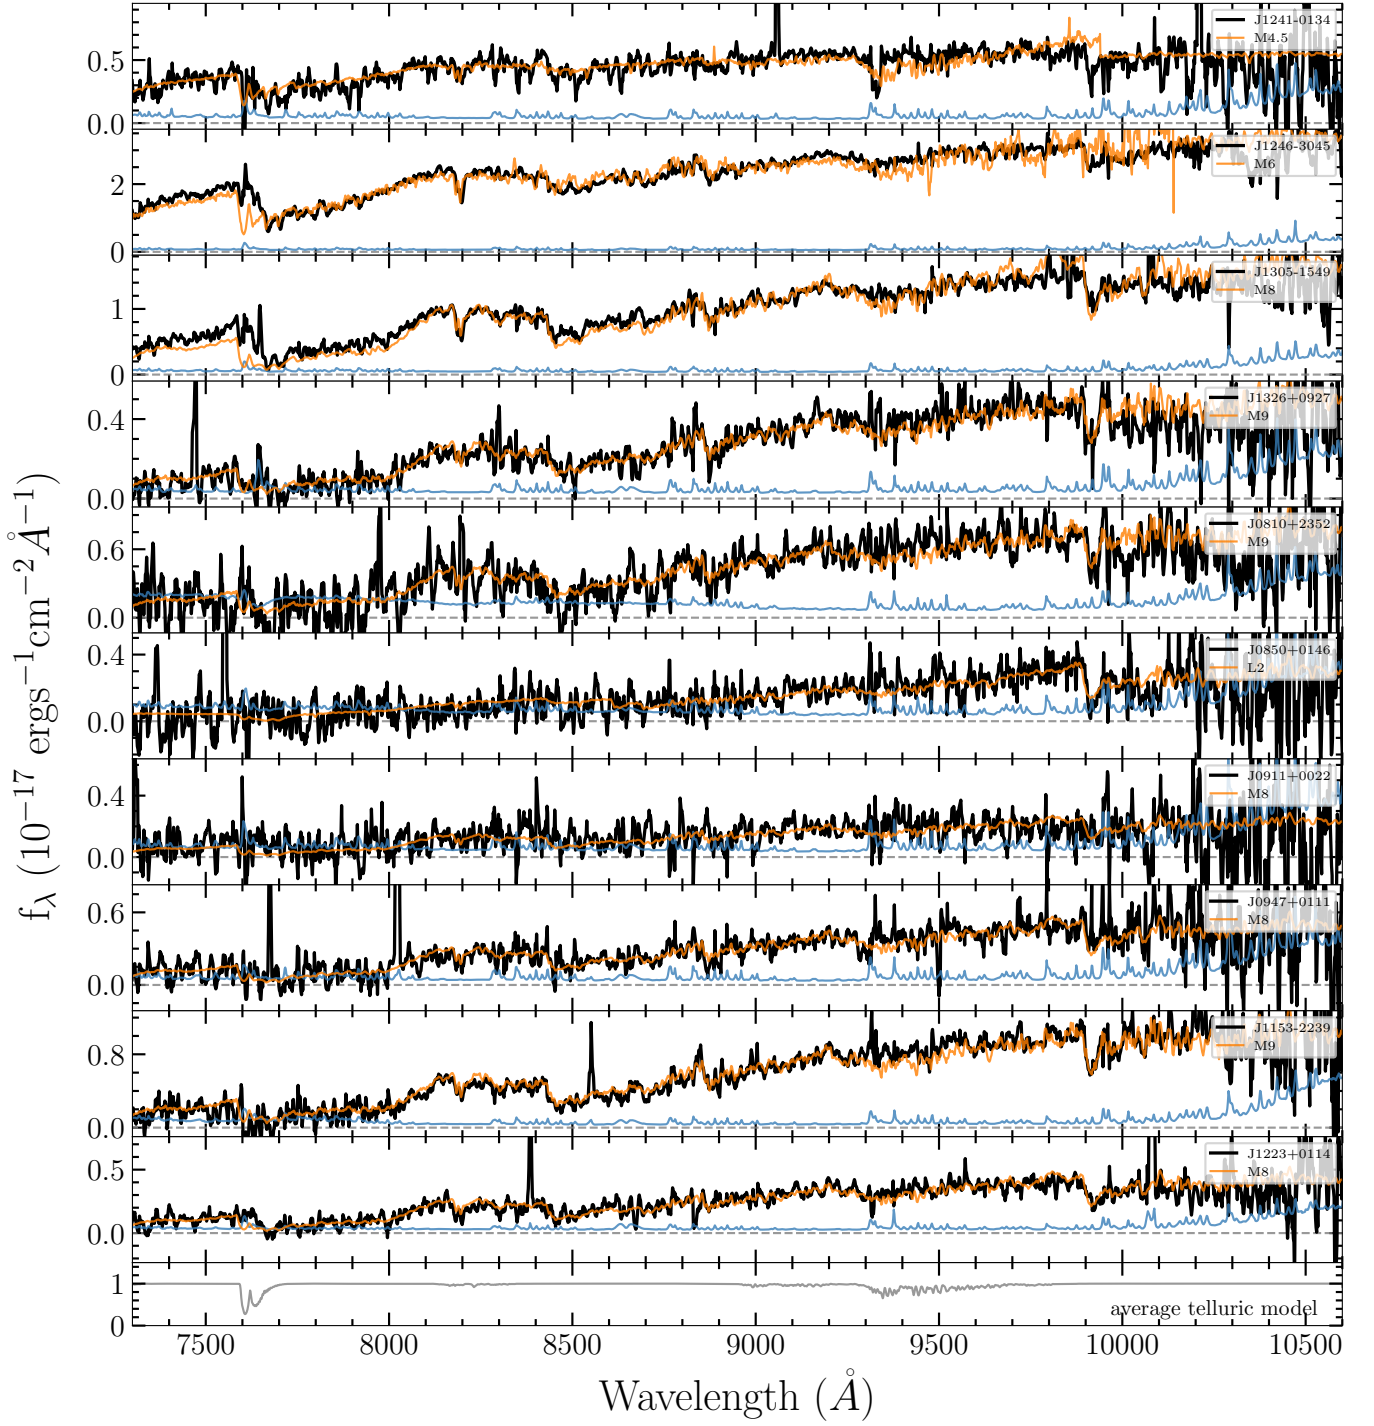 J1241-0134
M4.5
0.5
0.0
J1246-3045
M6
2
0
J1305-1549
M8
1
0
J1326+0927
M9
0.4
0.0
J0810+2352
M9
0.6
0.0
J0850+0146
L2
0.4
0.0
J0911+0022
M8
0.4
0.0
J0947+0111
M8
0.6
0.0
J1153-2239
M9
0.8
0.0
J1223+0114
M8
0.5
0.0
1
0
average telluric model
7500 8000 8500 9000 9500 10000 10500
Wavelength (Å)
f_λ (10⁻¹⁷ ergs⁻¹cm⁻²Å⁻¹)